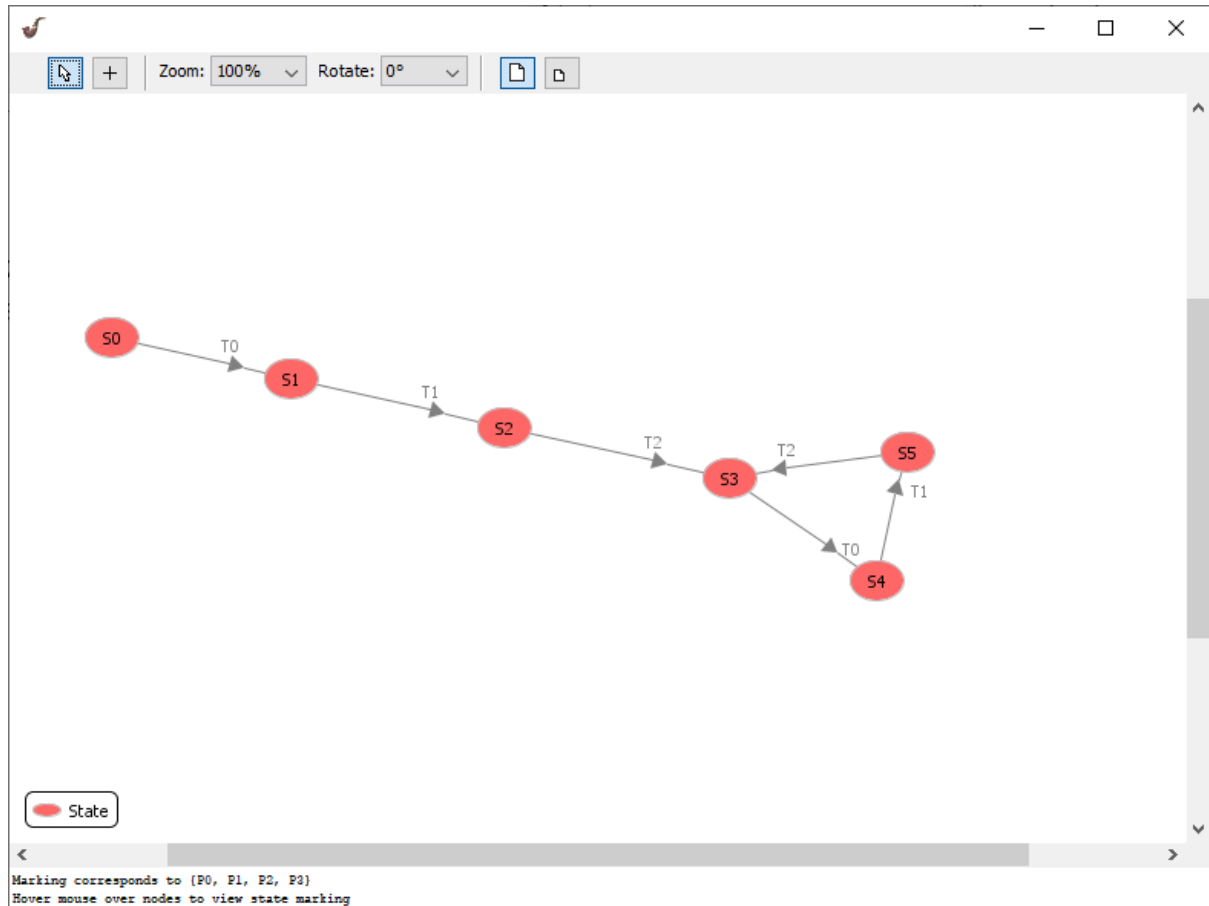 Zoom: 100% Rotate: 0°
S0
T0
S1
T1
S2
T2
S3
T2
S5
T1
T0
S4
State
Marking corresponds to {P0, P1, P2, P3}
Hover mouse over nodes to view state marking